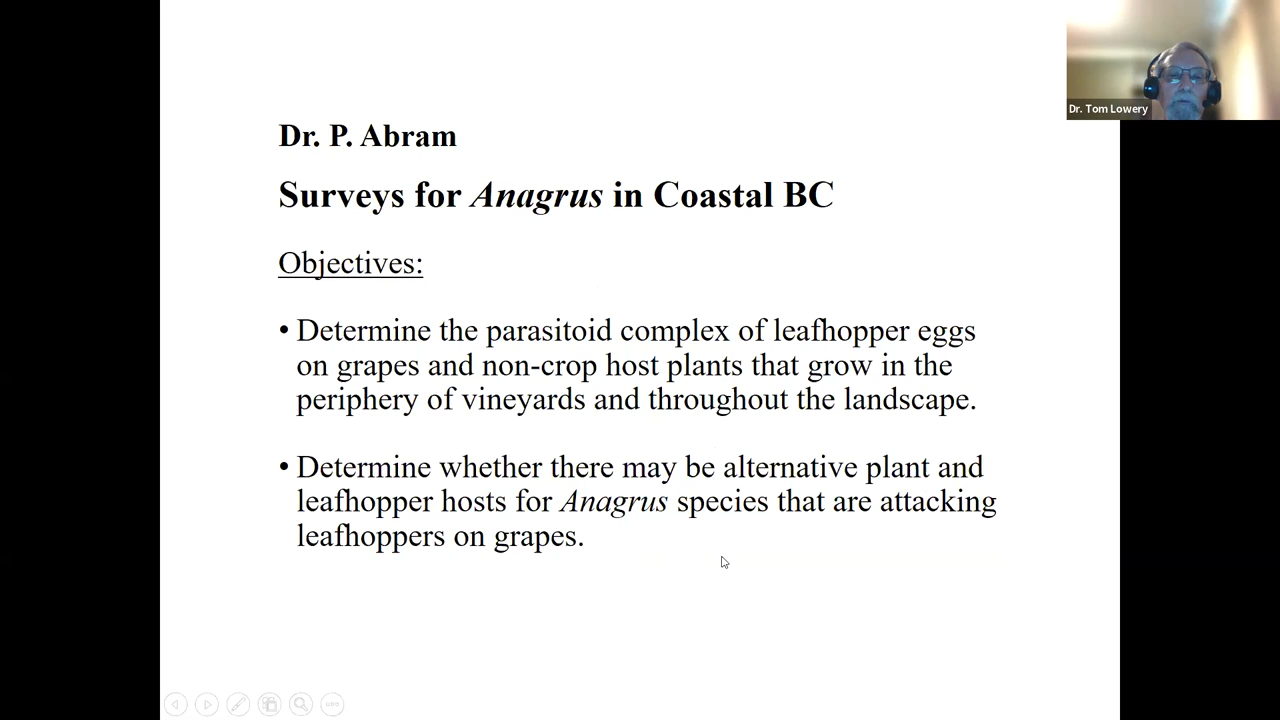 Dr. P. Abram
Surveys for Anagrus in Coastal BC
Objectives:
• Determine the parasitoid complex of leafhopper eggs
on grapes and non-crop host plants that grow in the
periphery of vineyards and throughout the landscape.
• Determine whether there may be alternative plant and
leafhopper hosts for Anagrus species that are attacking
leafhoppers on grapes.
Dr. Tom Lowery